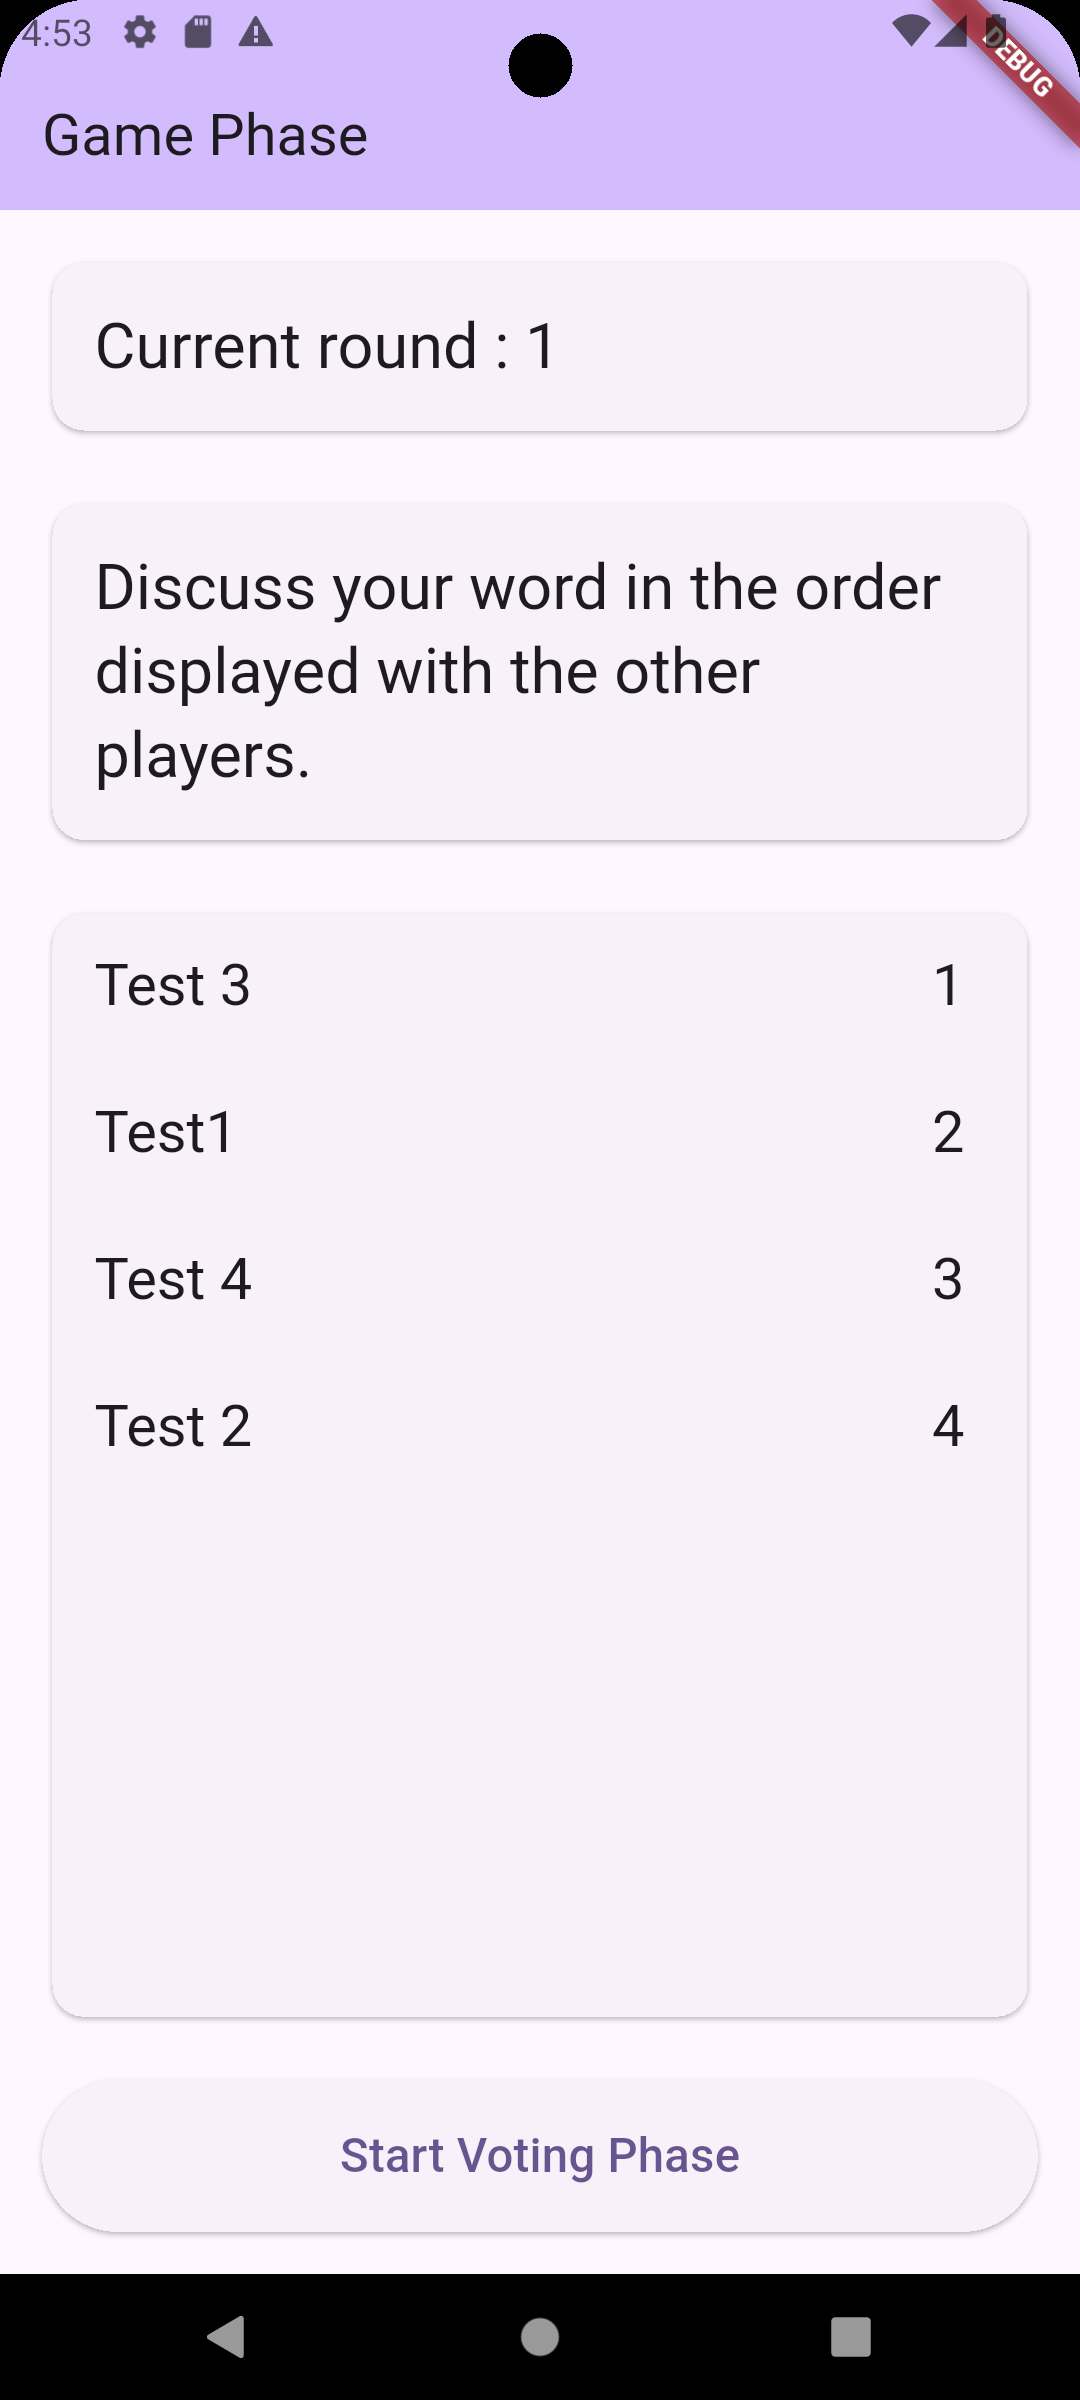 4:53
DEBUG
Game Phase
Current round : 1
Discuss your word in the order
displayed with the other
players.
Test 3 1
Test1 2
Test 4 3
Test 2 4
Start Voting Phase